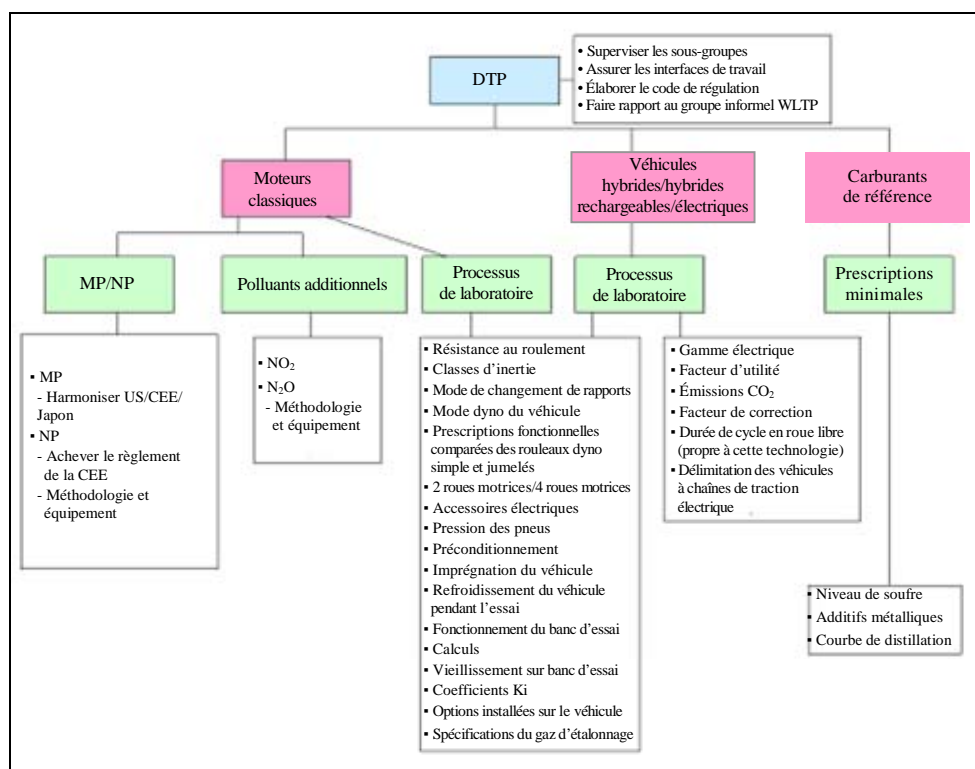 DTP
• Superviser les sous-groupes
• Assurer les interfaces de travail
• Élaborer le code de régulation
• Faire rapport au groupe informel WLTP
Moteurs
classiques
Véhicules
hybrides/hybrides
rechargeables/électriques
Carburants
de référence
MP/NP
Polluants additionnels
Processus
de laboratoire
Processus
de laboratoire
Prescriptions
minimales
▪ MP
- Harmoniser US/CEE/
Japon
▪ NP
- Achever le règlement
de la CEE
- Méthodologie et
équipement
▪ NO₂
▪ N₂O
- Méthodologie
et équipement
▪ Résistance au roulement
▪ Classes d’inertie
▪ Mode de changement de rapports
▪ Mode dyno du véhicule
▪ Prescriptions fonctionnelles
comparées des rouleaux dyno
simple et jumelés
▪ 2 roues motrices/4 roues motrices
▪ Accessoires électriques
▪ Pression des pneus
▪ Préconditionnement
▪ Imprégnation du véhicule
▪ Refroidissement du véhicule
pendant l’essai
▪ Fonctionnement du banc d’essai
▪ Calculs
▪ Vieillissement sur banc d’essai
▪ Coefficients Ki
▪ Options installées sur le véhicule
▪ Spécifications du gaz d’étalonnage
▪ Gamme électrique
▪ Facteur d’utilité
▪ Émissions CO₂
▪ Facteur de correction
▪ Durée de cycle en roue libre
(propre à cette technologie)
▪ Délimitation des véhicules
à chaînes de traction
électrique
▪ Niveau de soufre
▪ Additifs métalliques
▪ Courbe de distillation